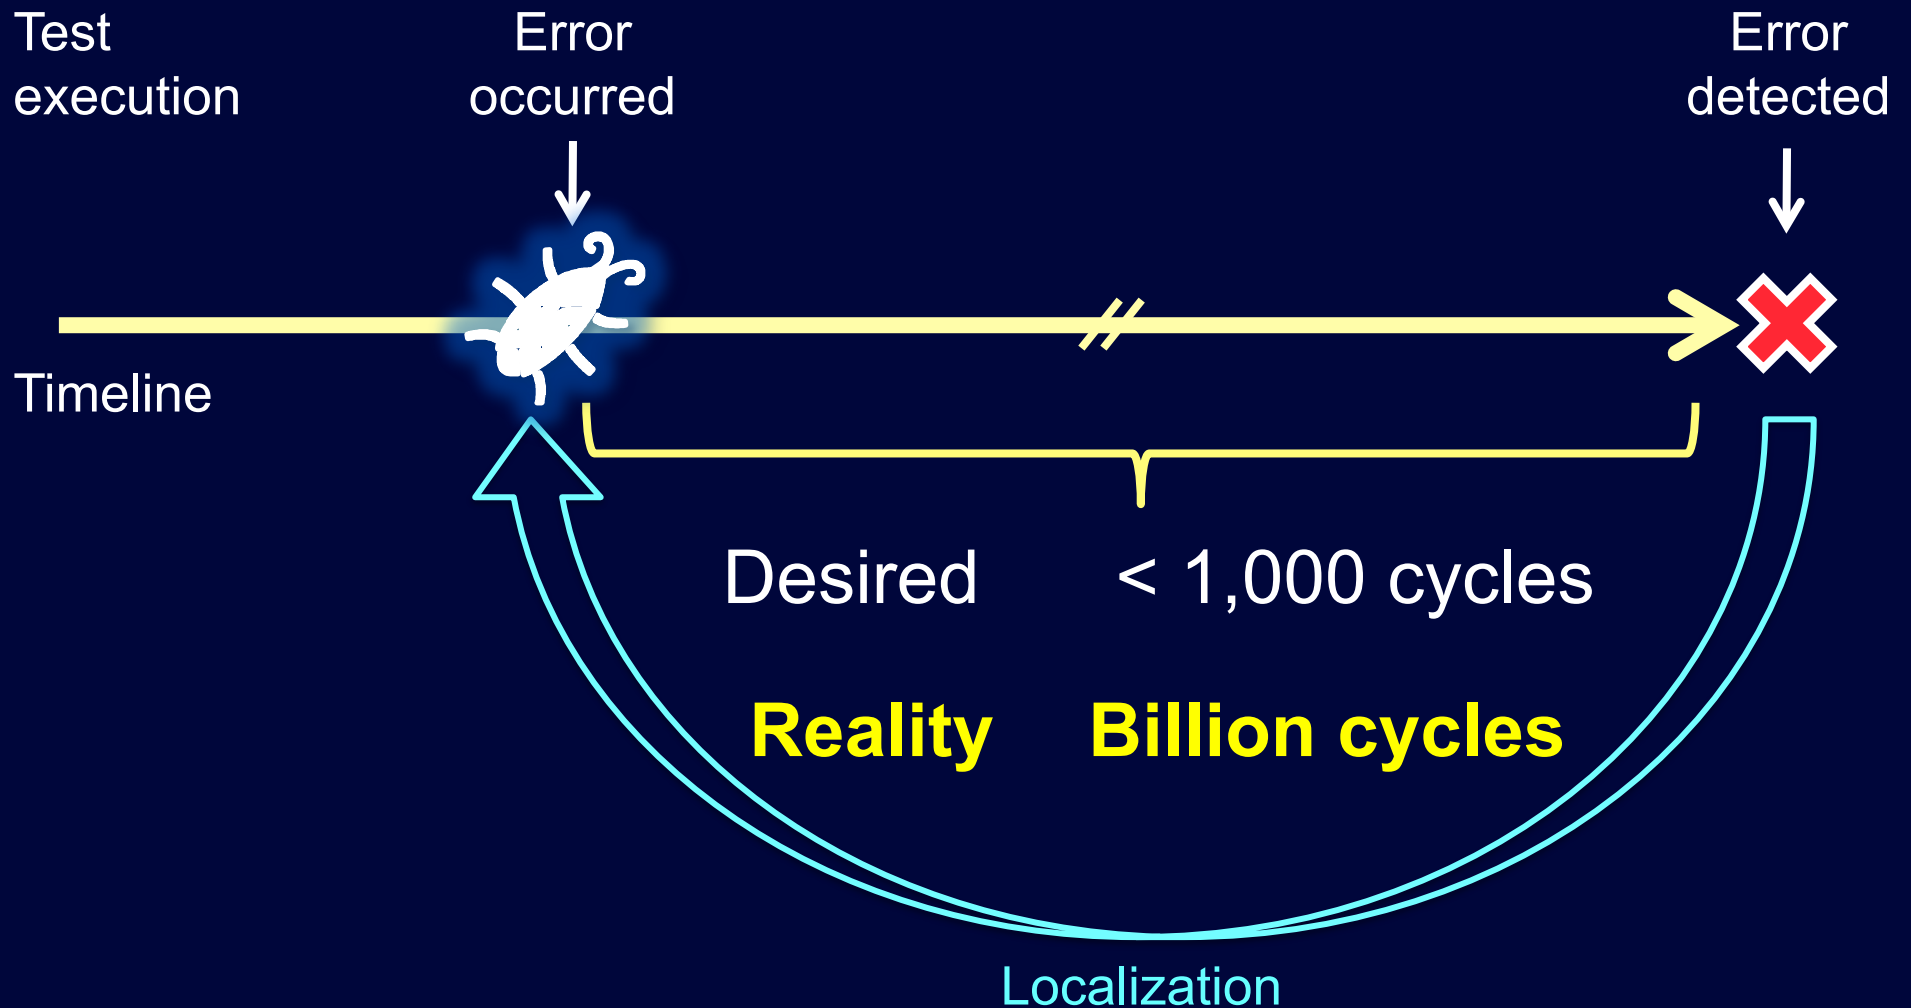 Test
execution
Error
occurred
Error
detected
Timeline
Desired < 1,000 cycles
Reality Billion cycles
Localization